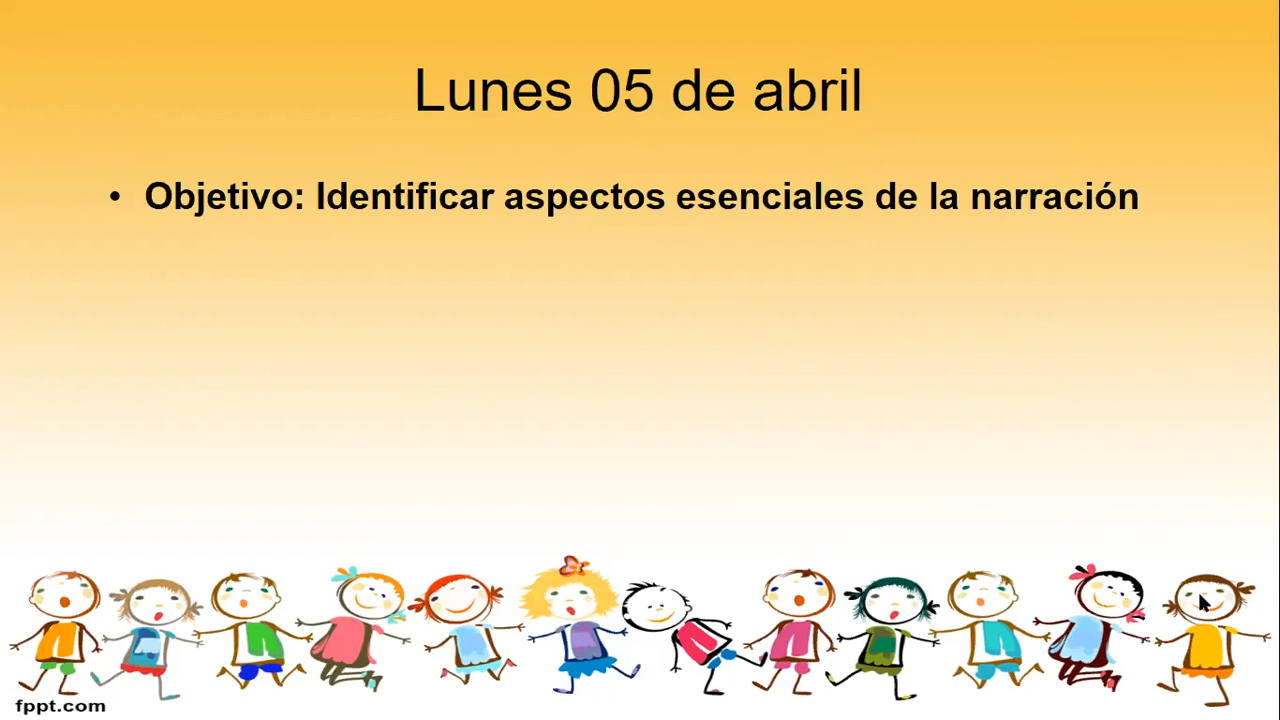 Lunes 05 de abril
• Objetivo: Identificar aspectos esenciales de la narración
fppt.com